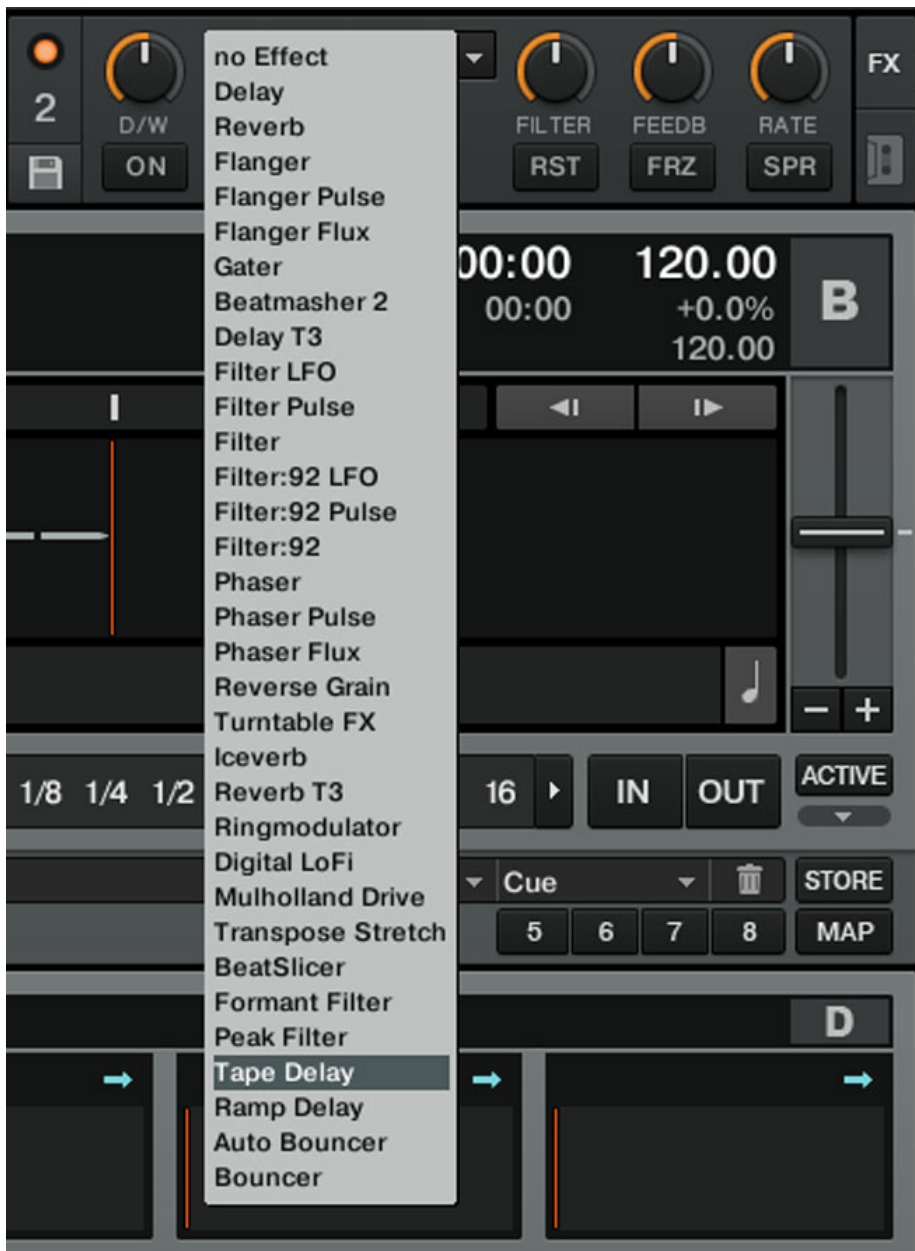 no Effect
Delay
Reverb
Flanger
Flanger Pulse
Flanger Flux
Gater
Beatmasher 2
Delay T3
Filter LFO
Filter Pulse
Filter
Filter:92 LFO
Filter:92 Pulse
Filter:92
Phaser
Phaser Pulse
Phaser Flux
Reverse Grain
Turntable FX
Iceverb
Reverb T3
Ringmodulator
Digital LoFi
Mulholland Drive
Transpose Stretch
BeatSlicer
Formant Filter
Peak Filter
Tape Delay
Ramp Delay
Auto Bouncer
Bouncer
2
D/W
ON
FILTER FEEDB RATE
RST FRZ SPR
FX
00:00 120.00
00:00 +0.0%
120.00
B
− +
1/8 1/4 1/2 16 IN OUT ACTIVE
Cue STORE
5 6 7 8 MAP
D